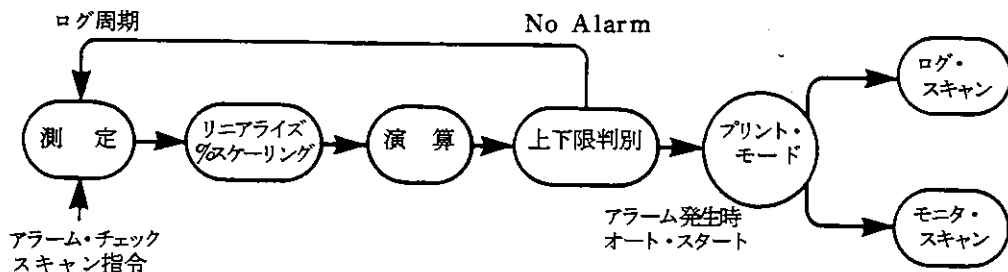 ログ周期
No Alarm
測 定
リニアライズ
%スケーリング
演 算
上下限判別
プリント・
モード
ログ・
スキャン
モニタ・
スキャン
アラーム・チェック
スキャン指令
アラーム発生時
オート・スタート